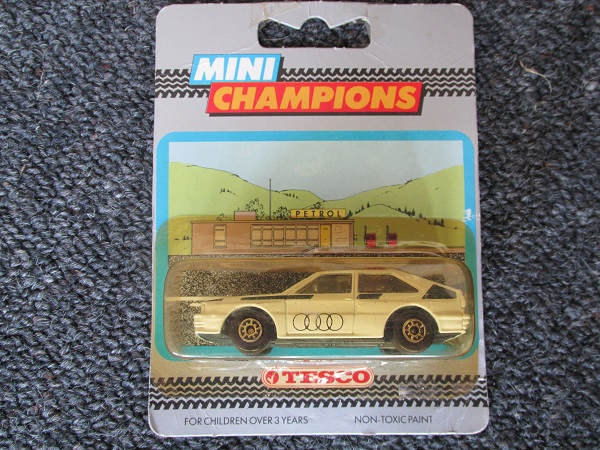 MINI
CHAMPIONS
PETROL
TESCO
FOR CHILDREN OVER 3 YEARS
NON-TOXIC PAINT